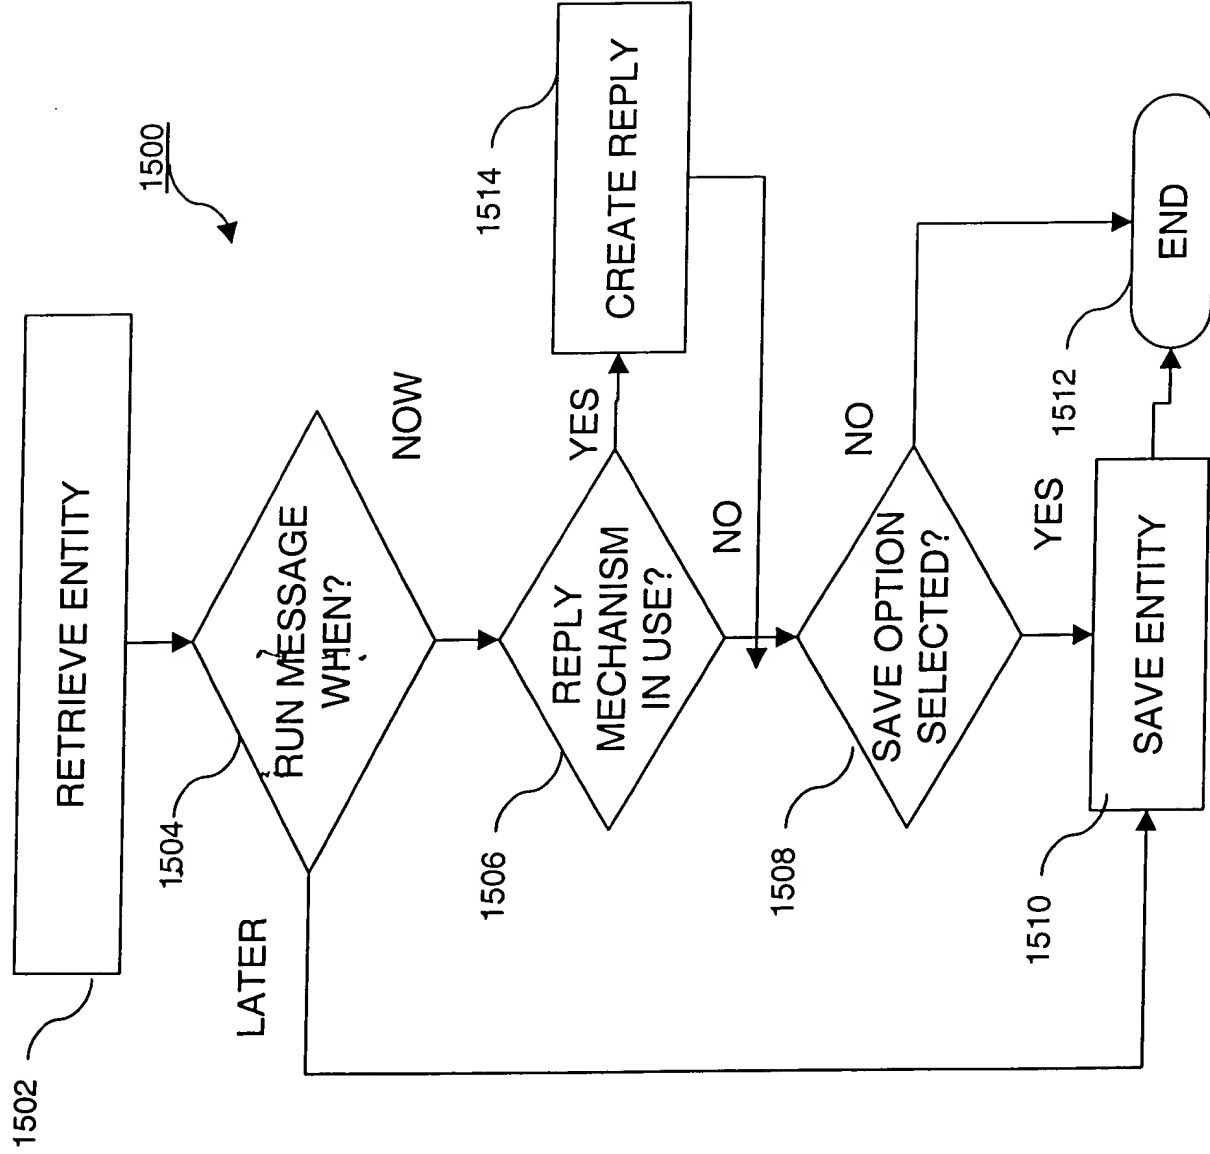 1500
1502
RETRIEVE ENTITY
1504
RUN MESSAGE
WHEN?
LATER
NOW
1506
REPLY
MECHANISM
IN USE?
YES
1514
CREATE REPLY
NO
1508
SAVE OPTION
SELECTED?
NO
YES
1510
SAVE ENTITY
1512
END